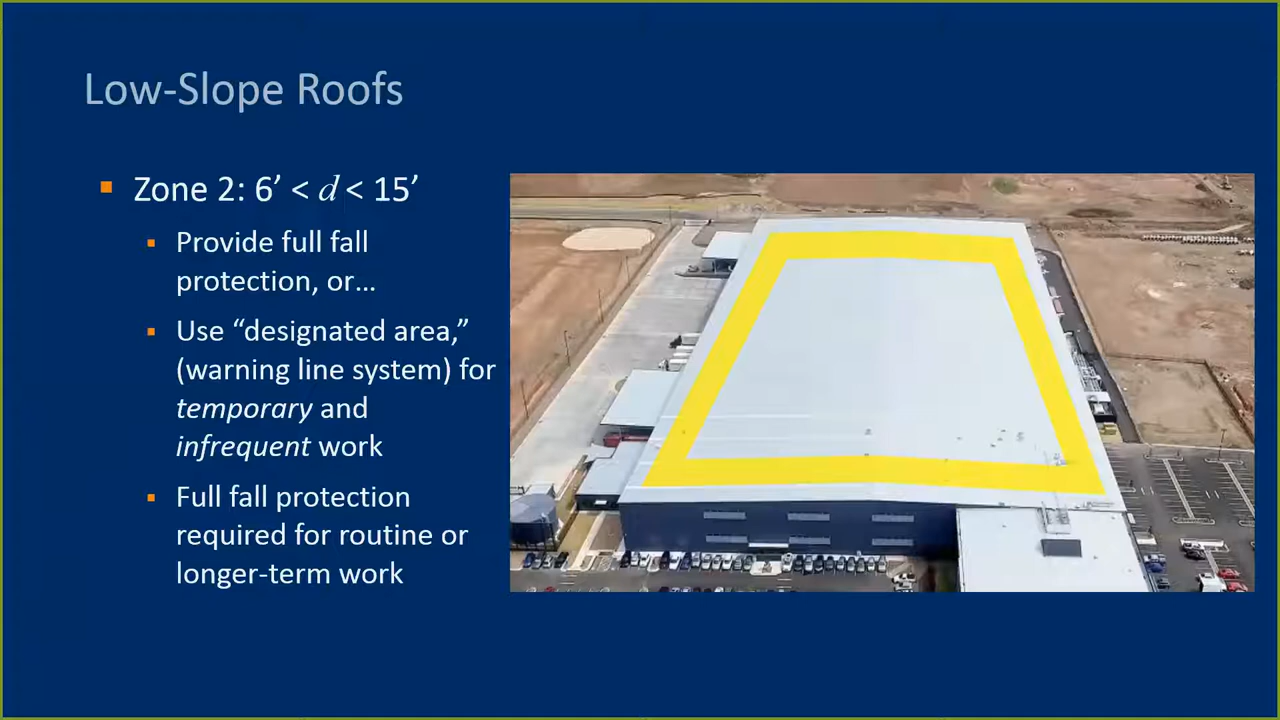 Low-Slope Roofs
Zone 2: 6’ < d < 15’
Provide full fall
protection, or…
Use “designated area,”
(warning line system) for
temporary and
infrequent work
Full fall protection
required for routine or
longer-term work